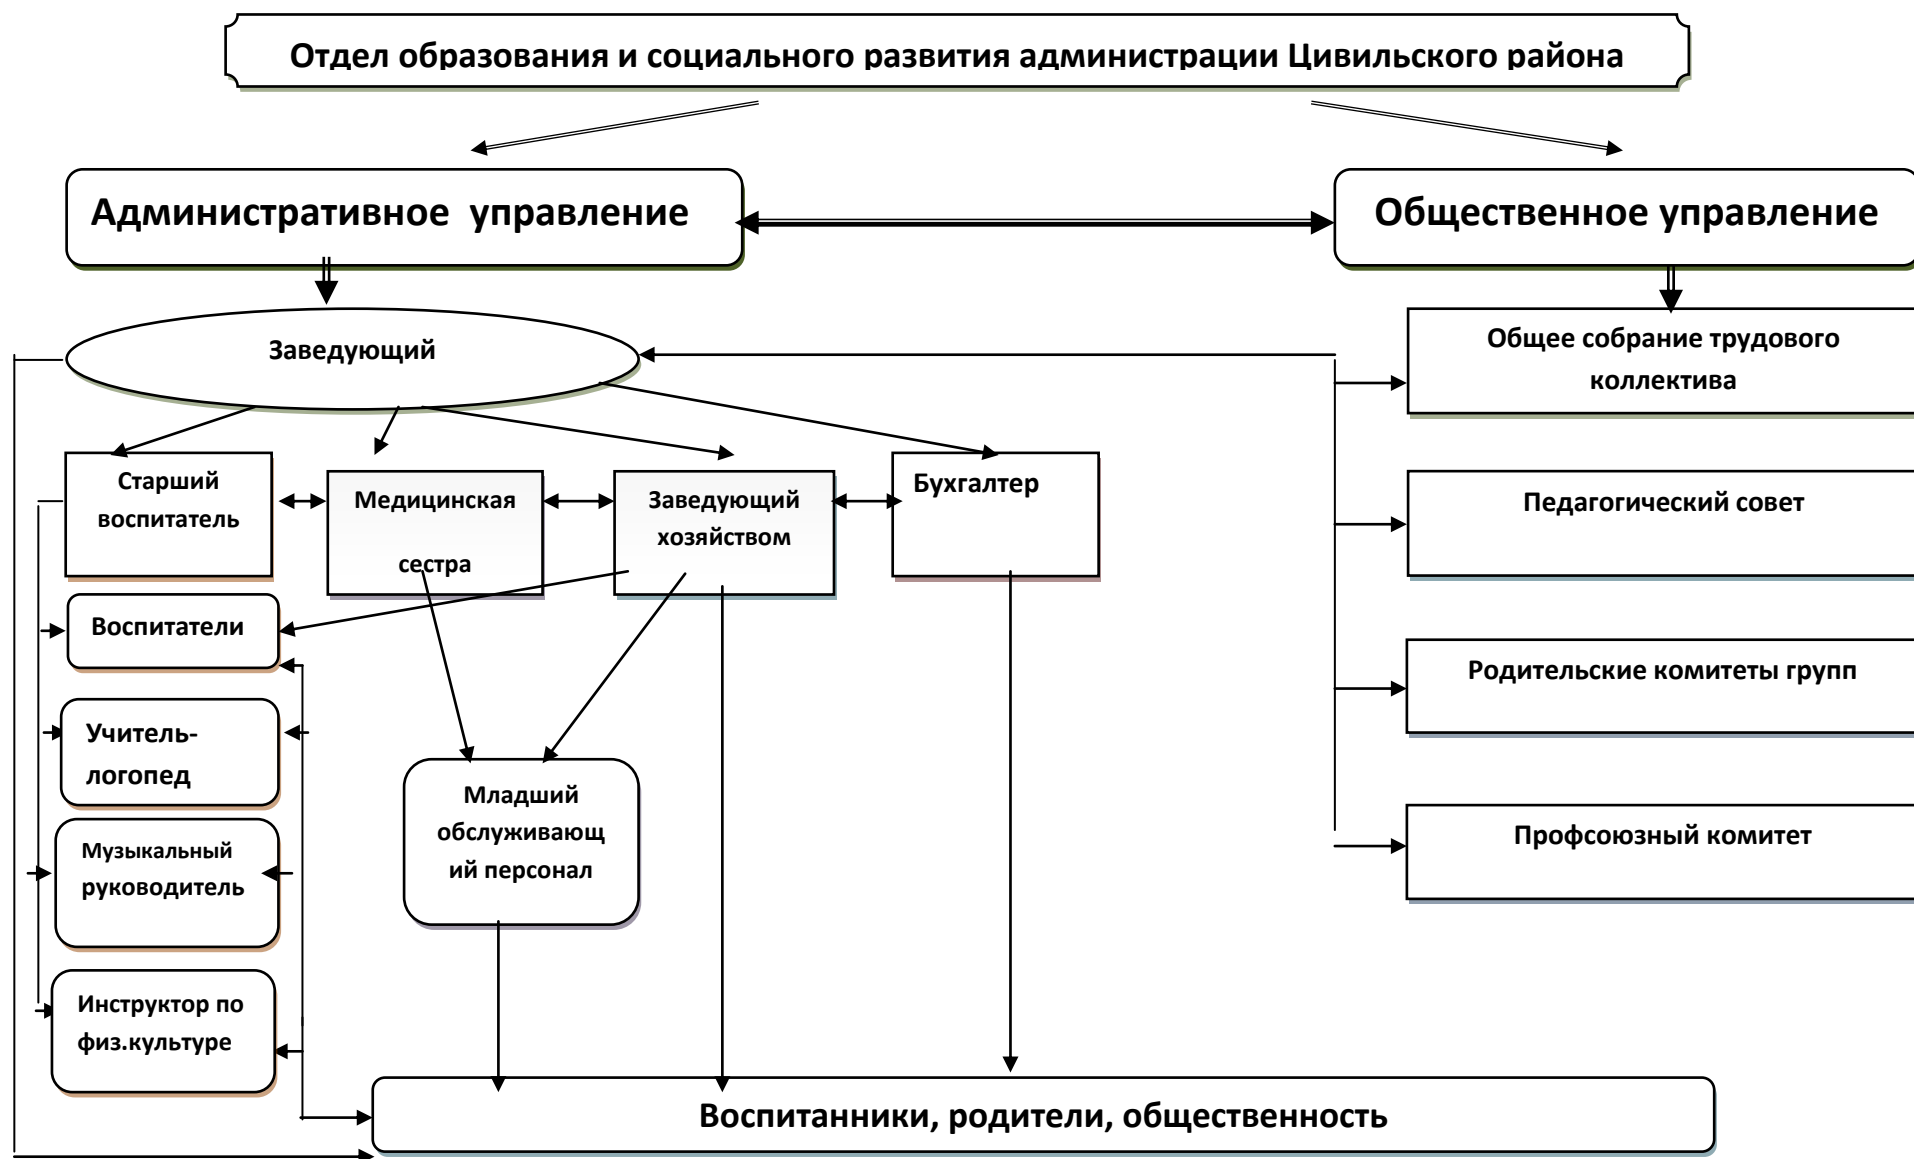 Отдел образования и социального развития администрации Цивильского района
Административное управление
Общественное управление
Заведующий
Общее собрание трудового
коллектива
Старший
воспитатель
Медицинская
сестра
Заведующий
хозяйством
Бухгалтер
Педагогический совет
Воспитатели
Родительские комитеты групп
Учитель-
логопед
Младший
обслуживающ
ий персонал
Профсоюзный комитет
Музыкальный
руководитель
Инструктор по
физ.культуре
Воспитанники, родители, общественность